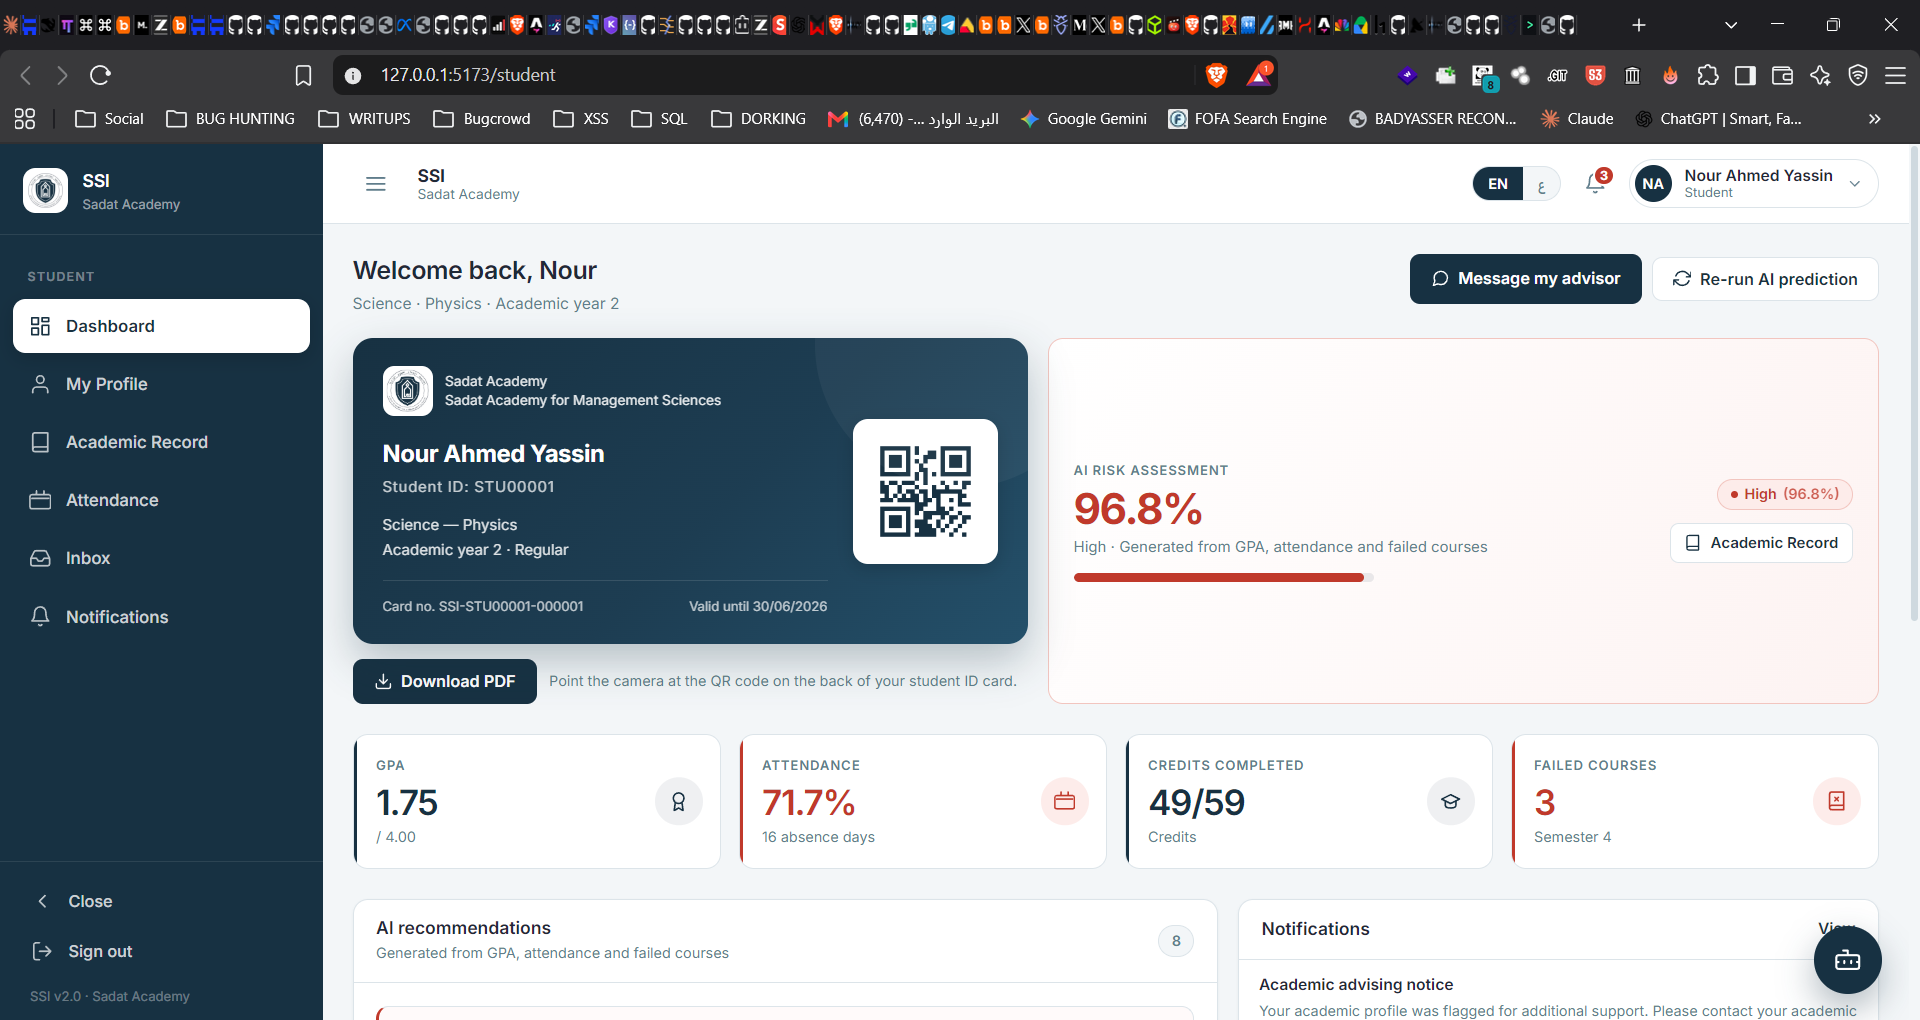 127.0.0.1:5173/student
1
8
Social
BUG HUNTING
WRITUPS
Bugcrowd
XSS
SQL
DORKING
(6,470) -... البريد الوارد
Google Gemini
FOFA Search Engine
BADYASSER RECON...
Claude
ChatGPT | Smart, Fa...
SSI
Sadat Academy
STUDENT
Dashboard
My Profile
Academic Record
Attendance
Inbox
Notifications
Close
Sign out
SSI v2.0 · Sadat Academy
SSI
Sadat Academy
EN
ع
3
NA
Nour Ahmed Yassin
Student
Welcome back, Nour
Science · Physics · Academic year 2
Message my advisor
Re-run AI prediction
Sadat Academy
Sadat Academy for Management Sciences
Nour Ahmed Yassin
Student ID: STU00001
Science — Physics
Academic year 2 · Regular
Card no. SSI-STU00001-000001
Valid until 30/06/2026
Download PDF
Point the camera at the QR code on the back of your student ID card.
AI RISK ASSESSMENT
96.8%
High · Generated from GPA, attendance and failed courses
High (96.8%)
Academic Record
GPA
1.75
/ 4.00
ATTENDANCE
71.7%
16 absence days
CREDITS COMPLETED
49/59
Credits
FAILED COURSES
3
Semester 4
AI recommendations
Generated from GPA, attendance and failed courses
8
Notifications
Academic advising notice
Your academic profile was flagged for additional support. Please contact your academic